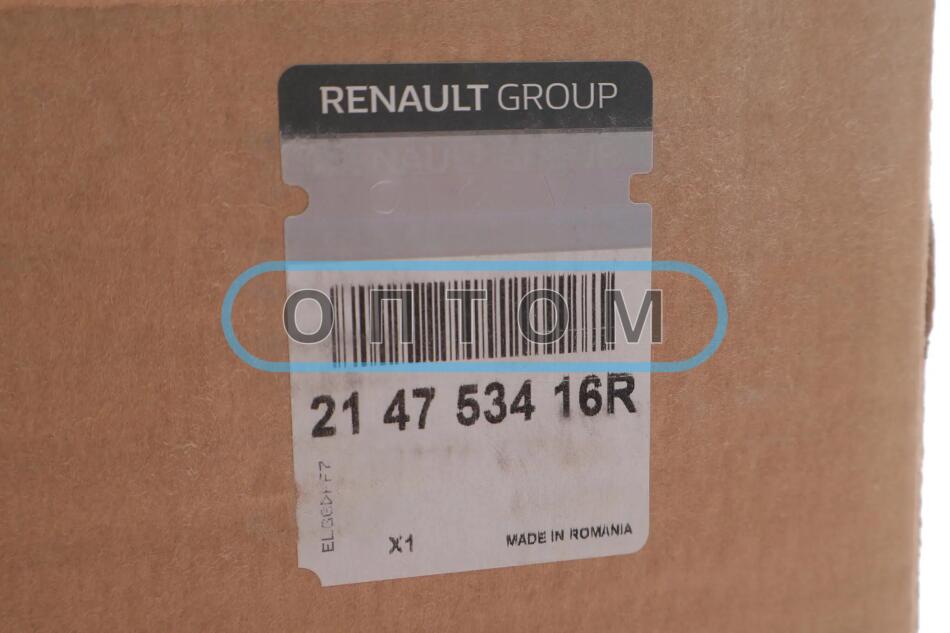 RENAULT GROUP
ОПТОМ
21 47 534 16R
X1
MADE IN ROMANIA